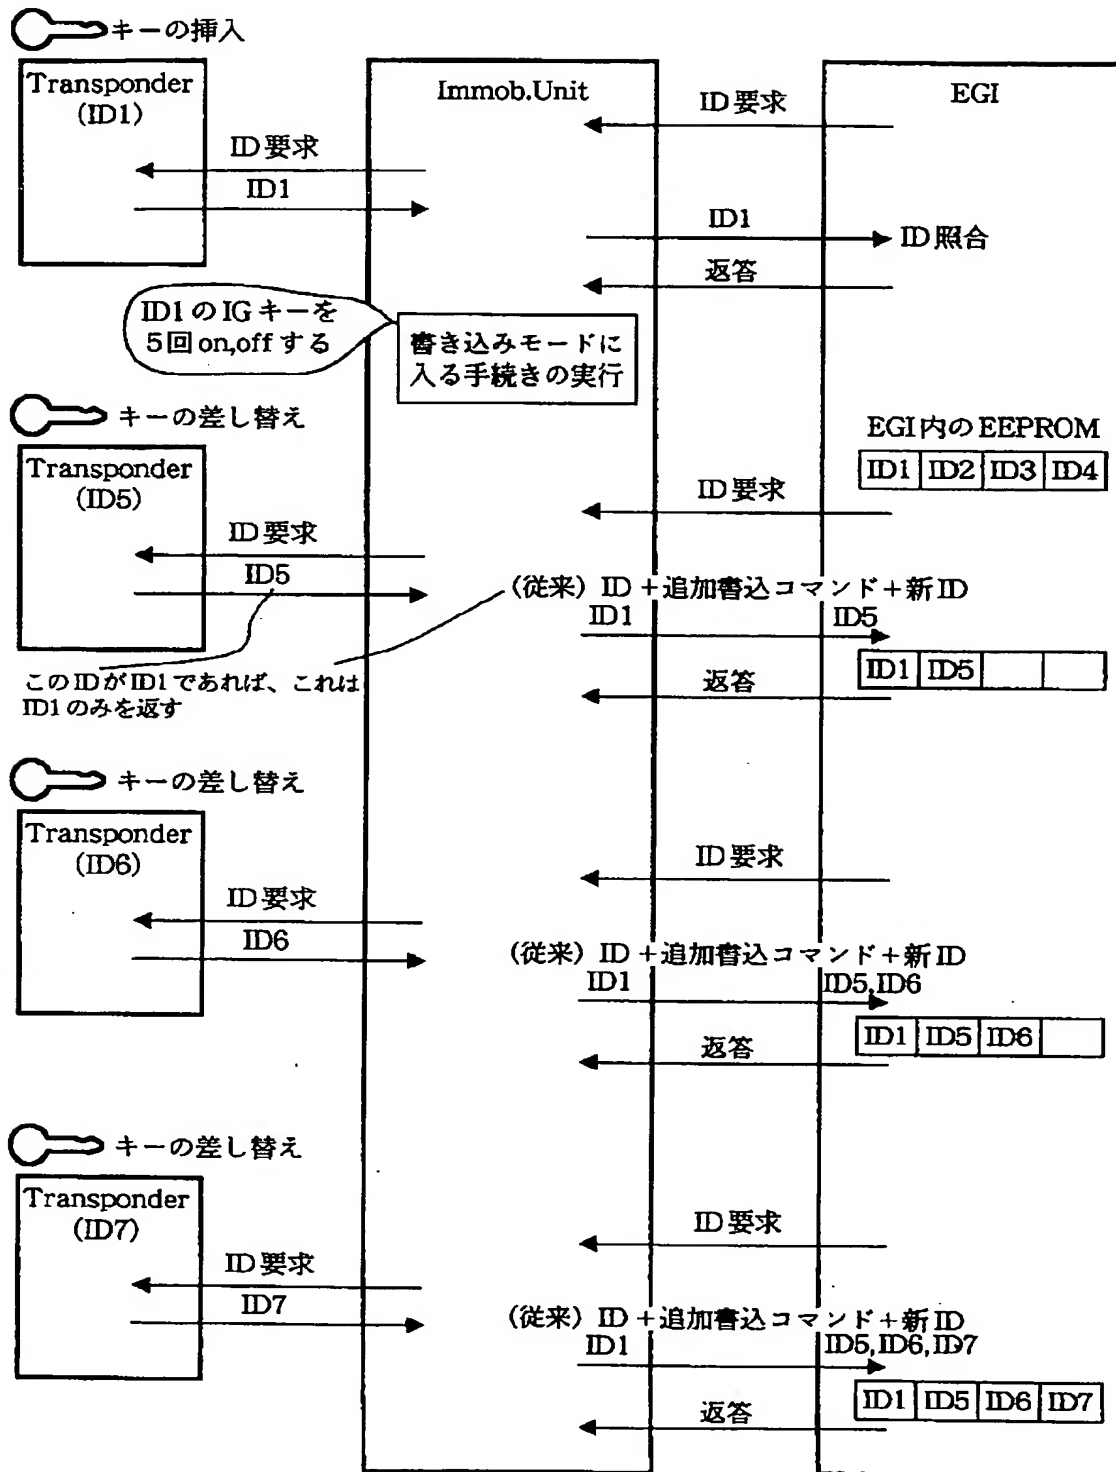 キーの挿入
Transponder
(ID1)
Immob.Unit
EGI
ID要求
ID要求
ID1
ID1
ID照合
返答
ID1のIGキーを
5回on,offする
書き込みモードに
入る手続きの実行
キーの差し替え
Transponder
(ID5)
EGI内のEEPROM
ID1 ID2 ID3 ID4
ID要求
ID要求
ID5
(従来) ID+追加書込コマンド+新ID
ID1 ID5
このIDがID1であれば、これは
ID1のみを返す
ID1 ID5
返答
キーの差し替え
Transponder
(ID6)
ID要求
ID要求
ID6
(従来) ID+追加書込コマンド+新ID
ID1 ID5,ID6
ID1 ID5 ID6
返答
キーの差し替え
Transponder
(ID7)
ID要求
ID要求
ID7
(従来) ID+追加書込コマンド+新ID
ID1 ID5,ID6,ID7
ID1 ID5 ID6 ID7
返答